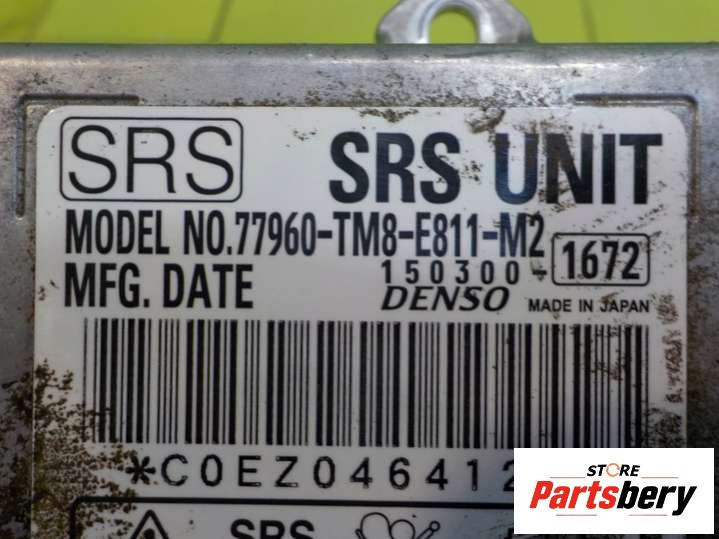 SRS SRS UNIT
MODEL NO.77960-TM8-E811-M2
150300- 1672
MFG. DATE DENSO MADE IN JAPAN
*C0EZ04641
SRS
STORE
Partsbery